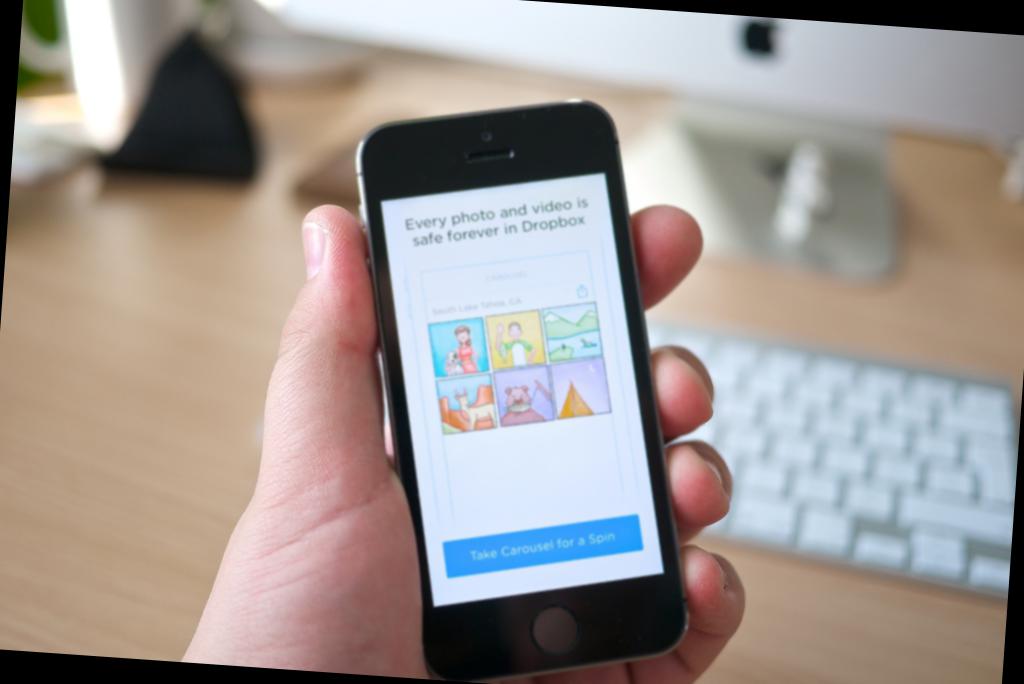 Every photo and video is
safe forever in Dropbox
CAROUSEL
South Lake Tahoe, CA
Take Carousel for a Spin